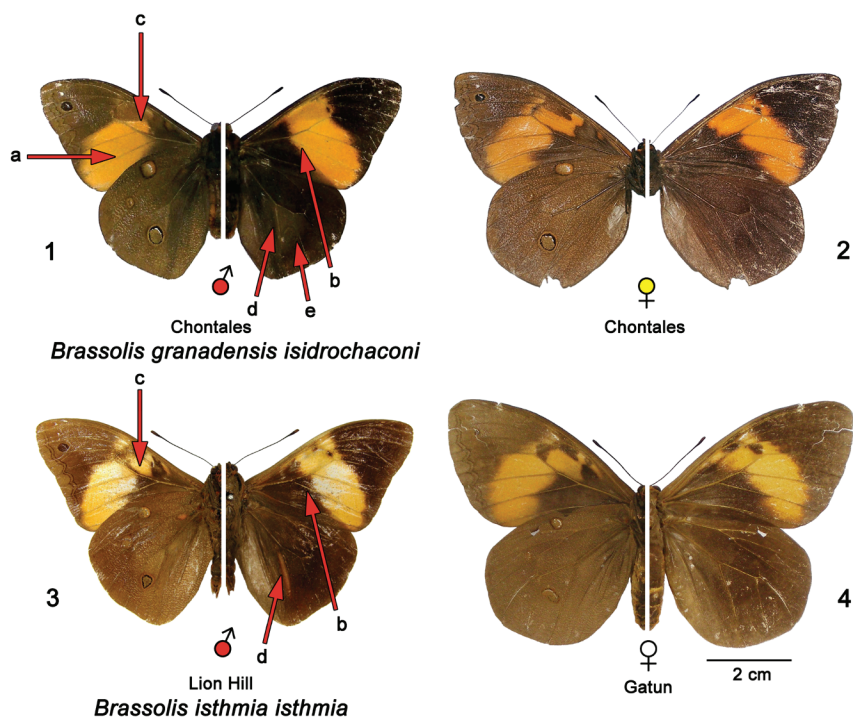 c
a
1
b
d
e
♂
Chontales
Brassolis granadensis isidrochaconi
2
♀
Chontales
c
3
b
d
♂
Lion Hill
Brassolis isthmia isthmia
4
♀
Gatun
2 cm